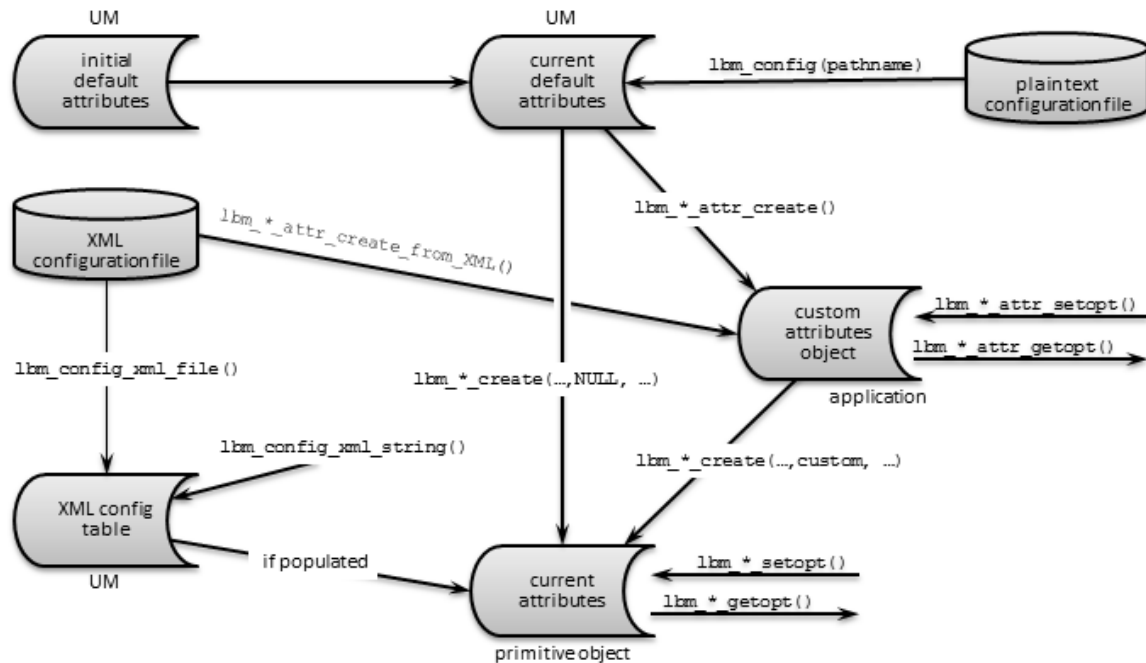 UM
UM
initial
default
attributes
current
default
attributes
lbm_config(pathname)
plain text
configuration file
lbm_*_attr_create()
XML
configuration file
lbm_*_attr_create_from_XML()
custom
attributes
object
lbm_*_attr_setopt()
lbm_*_attr_getopt()
application
lbm_config_xml_file()
lbm_*_create(…,NULL, …)
lbm_config_xml_string()
lbm_*_create(…,custom, …)
XML config
table
UM
if populated
current
attributes
lbm_*_setopt()
lbm_*_getopt()
primitive object